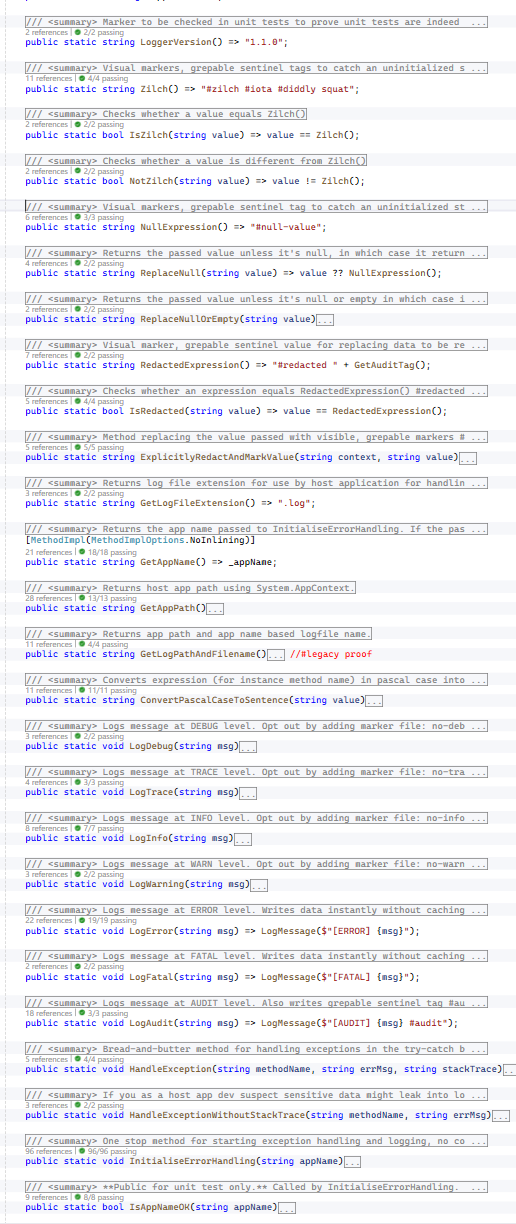 /// <summary> Marker to be checked in unit tests to prove unit tests are indeed ...
2 references | 2/2 passing
public static string LoggerVersion() => "1.1.0";
/// <summary> Visual markers, grepable sentinel tags to catch an uninitialized s ...
11 references | 4/4 passing
public static string Zilch() => "#zilch #iota #diddly squat";
/// <summary> Checks whether a value equals Zilch()
2 references | 2/2 passing
public static bool IsZilch(string value) => value == Zilch();
/// <summary> Checks whether a value is different from Zilch()
2 references | 2/2 passing
public static bool NotZilch(string value) => value != Zilch();
/// <summary> Visual markers, grepable sentinel tag to catch an uninitialized st ...
6 references | 3/3 passing
public static string NullExpression() => "#null-value";
/// <summary> Returns the passed value unless it's null, in which case it return ...
4 references | 2/2 passing
public static string ReplaceNull(string value) => value ?? NullExpression();
/// <summary> Returns the passed value unless it's null or empty in which case i ...
2 references | 2/2 passing
public static string ReplaceNullOrEmpty(string value)...
/// <summary> Visual marker, grepable sentinel value for replacing data to be re ...
7 references | 2/2 passing
public static string RedactedExpression() => "#redacted " + GetAuditTag();
/// <summary> Checks whether an expression equals RedactedExpression() #redacted ...
5 references | 4/4 passing
public static bool IsRedacted(string value) => value == RedactedExpression();
/// <summary> Method replacing the value passed with visible, grepable markers # ...
5 references | 5/5 passing
public static string ExplicitlyRedactAndMarkValue(string context, string value)...
/// <summary> Returns log file extension for use by host application for handlin ...
3 references | 2/2 passing
public static string GetLogFileExtension() => ".log";
/// <summary> Returns the app name passed to InitialiseErrorHandling. If the pas ...
[MethodImpl(MethodImplOptions.NoInlining)]
21 references | 18/18 passing
public static string GetAppName() => _appName;
/// <summary> Returns host app path using System.AppContext.
28 references | 13/13 passing
public static string GetAppPath()...
/// <summary> Returns app path and app name based logfile name.
11 references | 4/4 passing
public static string GetLogPathAndFilename()... //#legacy proof
/// <summary> Converts expression (for instance method name) in pascal case into ...
11 references | 11/11 passing
public static string ConvertPascalCaseToSentence(string value)...
/// <summary> Logs message at DEBUG level. Opt out by adding marker file: no-deb ...
3 references | 2/2 passing
public static void LogDebug(string msg)...
/// <summary> Logs message at TRACE level. Opt out by adding marker file: no-tra ...
4 references | 3/3 passing
public static void LogTrace(string msg)...
/// <summary> Logs message at INFO level. Opt out by adding marker file: no-info ...
8 references | 7/7 passing
public static void LogInfo(string msg)...
/// <summary> Logs message at WARN level. Opt out by adding marker file: no-warn ...
3 references | 2/2 passing
public static void LogWarning(string msg)...
/// <summary> Logs message at ERROR level. Writes data instantly without caching ...
22 references | 19/19 passing
public static void LogError(string msg) => LogMessage($"[ERROR] {msg}");
/// <summary> Logs message at FATAL level. Writes data instantly without caching ...
2 references | 2/2 passing
public static void LogFatal(string msg) => LogMessage($"[FATAL] {msg}");
/// <summary> Logs message at AUDIT level. Also writes grepable sentinel tag #au ...
18 references | 3/3 passing
public static void LogAudit(string msg) => LogMessage($"[AUDIT] {msg} #audit");
/// <summary> Bread-and-butter method for handling exceptions in the try-catch b ...
5 references | 4/4 passing
public static void HandleException(string methodName, string errMsg, string stackTrace)...
/// <summary> If you as a host app dev suspect sensitive data might leak into lo ...
3 references | 2/2 passing
public static void HandleExceptionWithoutStackTrace(string methodName, string errMsg)...
/// <summary> One stop method for starting exception handling and logging, no co ...
96 references | 96/96 passing
public static void InitialiseErrorHandling(string appName)...
/// <summary> **Public for unit test only.** Called by InitialiseErrorHandling. ...
9 references | 8/8 passing
public static bool IsAppNameOK(string appName)...